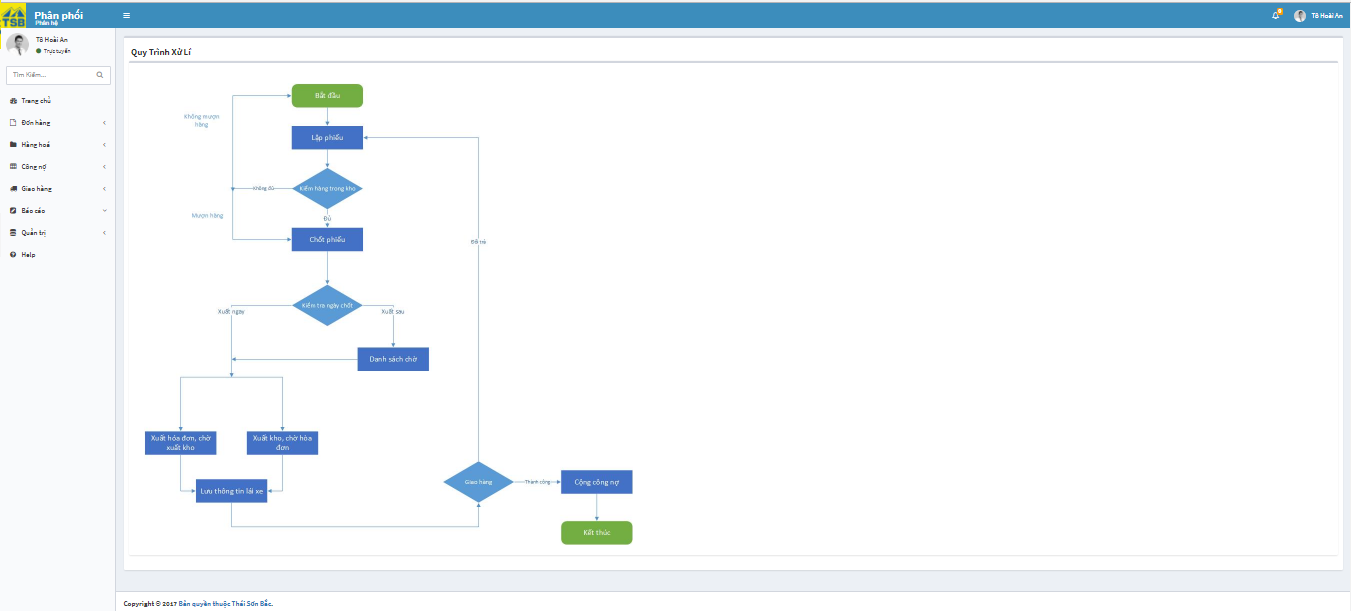 TSB
Phân phối
Phân hệ
Tô Hoài An
Tô Hoài An
Trực tuyến
Tìm Kiếm...
Trang chủ
Đơn hàng
Hàng hoá
Công nợ
Giao hàng
Báo cáo
Quản trị
Help
Quy Trình Xử Lí
Bắt đầu
Không mượn
hàng
Lập phiếu
Không đủ
Kiểm hàng trong kho
Mượn hàng
Đủ
Chốt phiếu
Đổi trả
Kiểm tra ngày chốt
Xuất ngay
Xuất sau
Danh sách chờ
Xuất hóa đơn, chờ
xuất kho
Xuất kho, chờ hòa
đơn
Giao hàng
Thành công
Cộng công nợ
Lưu thông tin lái xe
Kết thúc
Copyright © 2017 Bản quyền thuộc Thái Sơn Bắc.